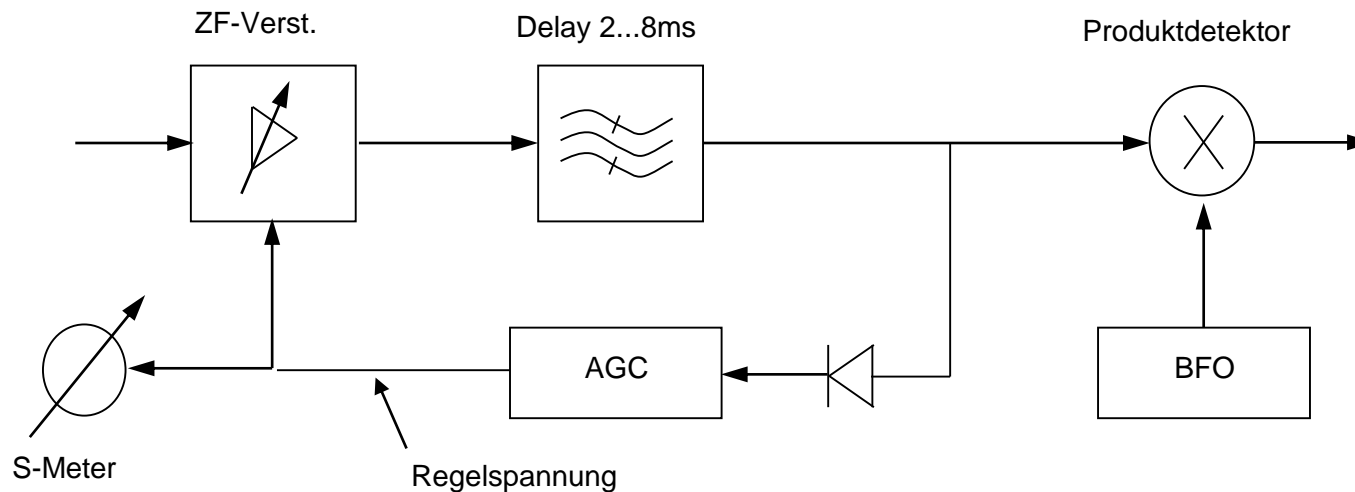 ZF-Verst.
Delay 2...8ms
Produktdetektor
AGC
BFO
S-Meter
Regelspannung